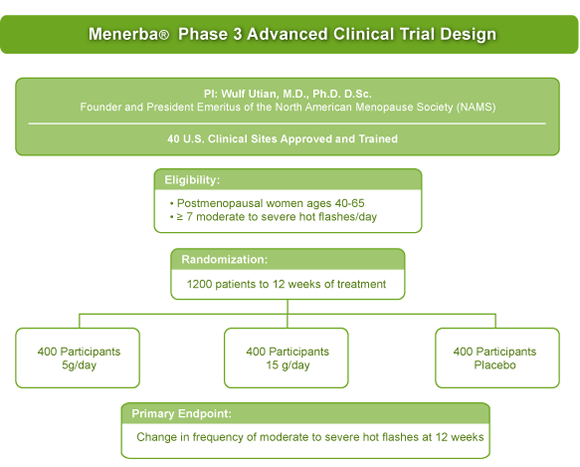 Menerba® Phase 3 Advanced Clinical Trial Design
PI: Wulf Utian, M.D., Ph.D. D.Sc.
Founder and President Emeritus of the North American Menopause Society (NAMS)
40 U.S. Clinical Sites Approved and Trained
Eligibility:
• Postmenopausal women ages 40-65
• ≥ 7 moderate to severe hot flashes/day
Randomization:
1200 patients to 12 weeks of treatment
400 Participants
5g/day
400 Participants
15 g/day
400 Participants
Placebo
Primary Endpoint:
Change in frequency of moderate to severe hot flashes at 12 weeks